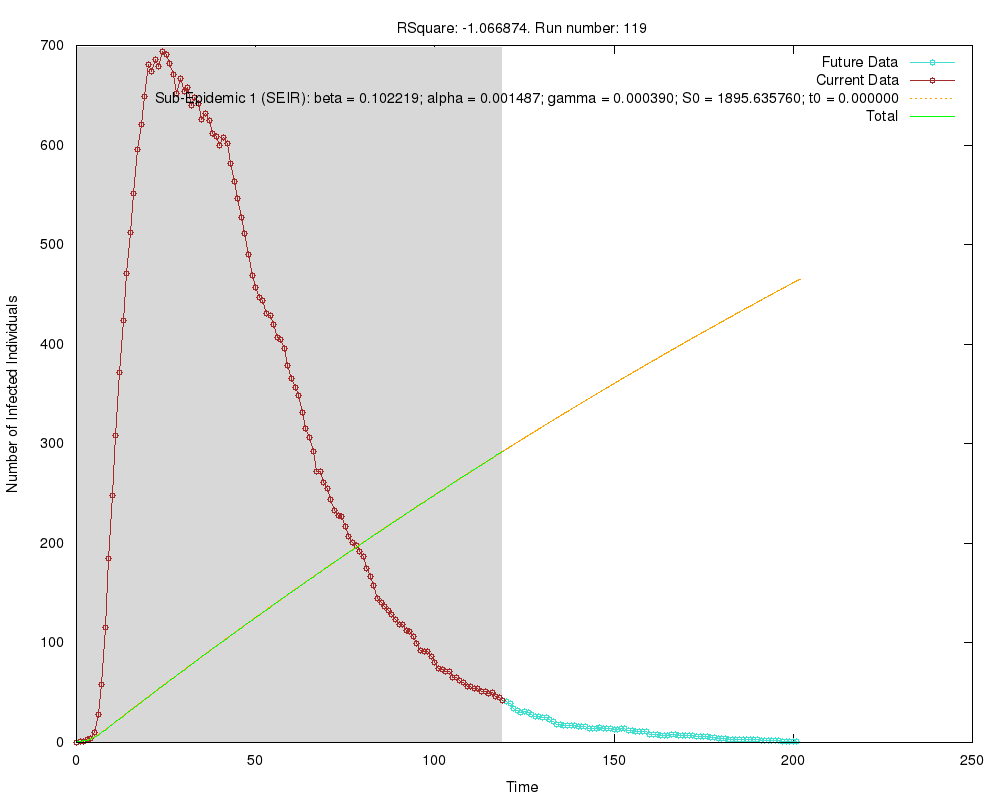 RSquare: -1.066874. Run number: 119
700
600
500
400
300
200
100
0
Number of Infected Individuals
Future Data
Current Data
Sub-Epidemic 1 (SEIR): beta = 0.102219; alpha = 0.001487; gamma = 0.000390; S0 = 1895.635760; t0 = 0.000000
Total
0
50
100
150
200
250
Time